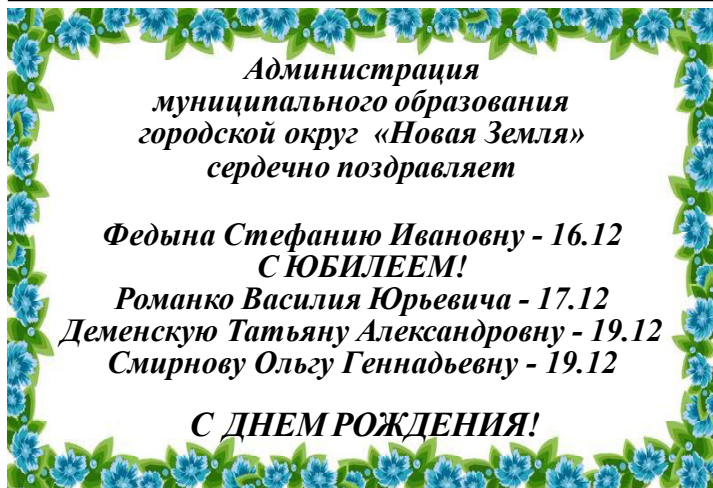 Администрация
муниципального образования
городской округ «Новая Земля»
сердечно поздравляет
Федына Стефанию Ивановну - 16.12
С ЮБИЛЕЕМ!
Романко Василия Юрьевича - 17.12
Деменскую Татьяну Александровну - 19.12
Смирнову Ольгу Геннадьевну - 19.12
С ДНЕМ РОЖДЕНИЯ!